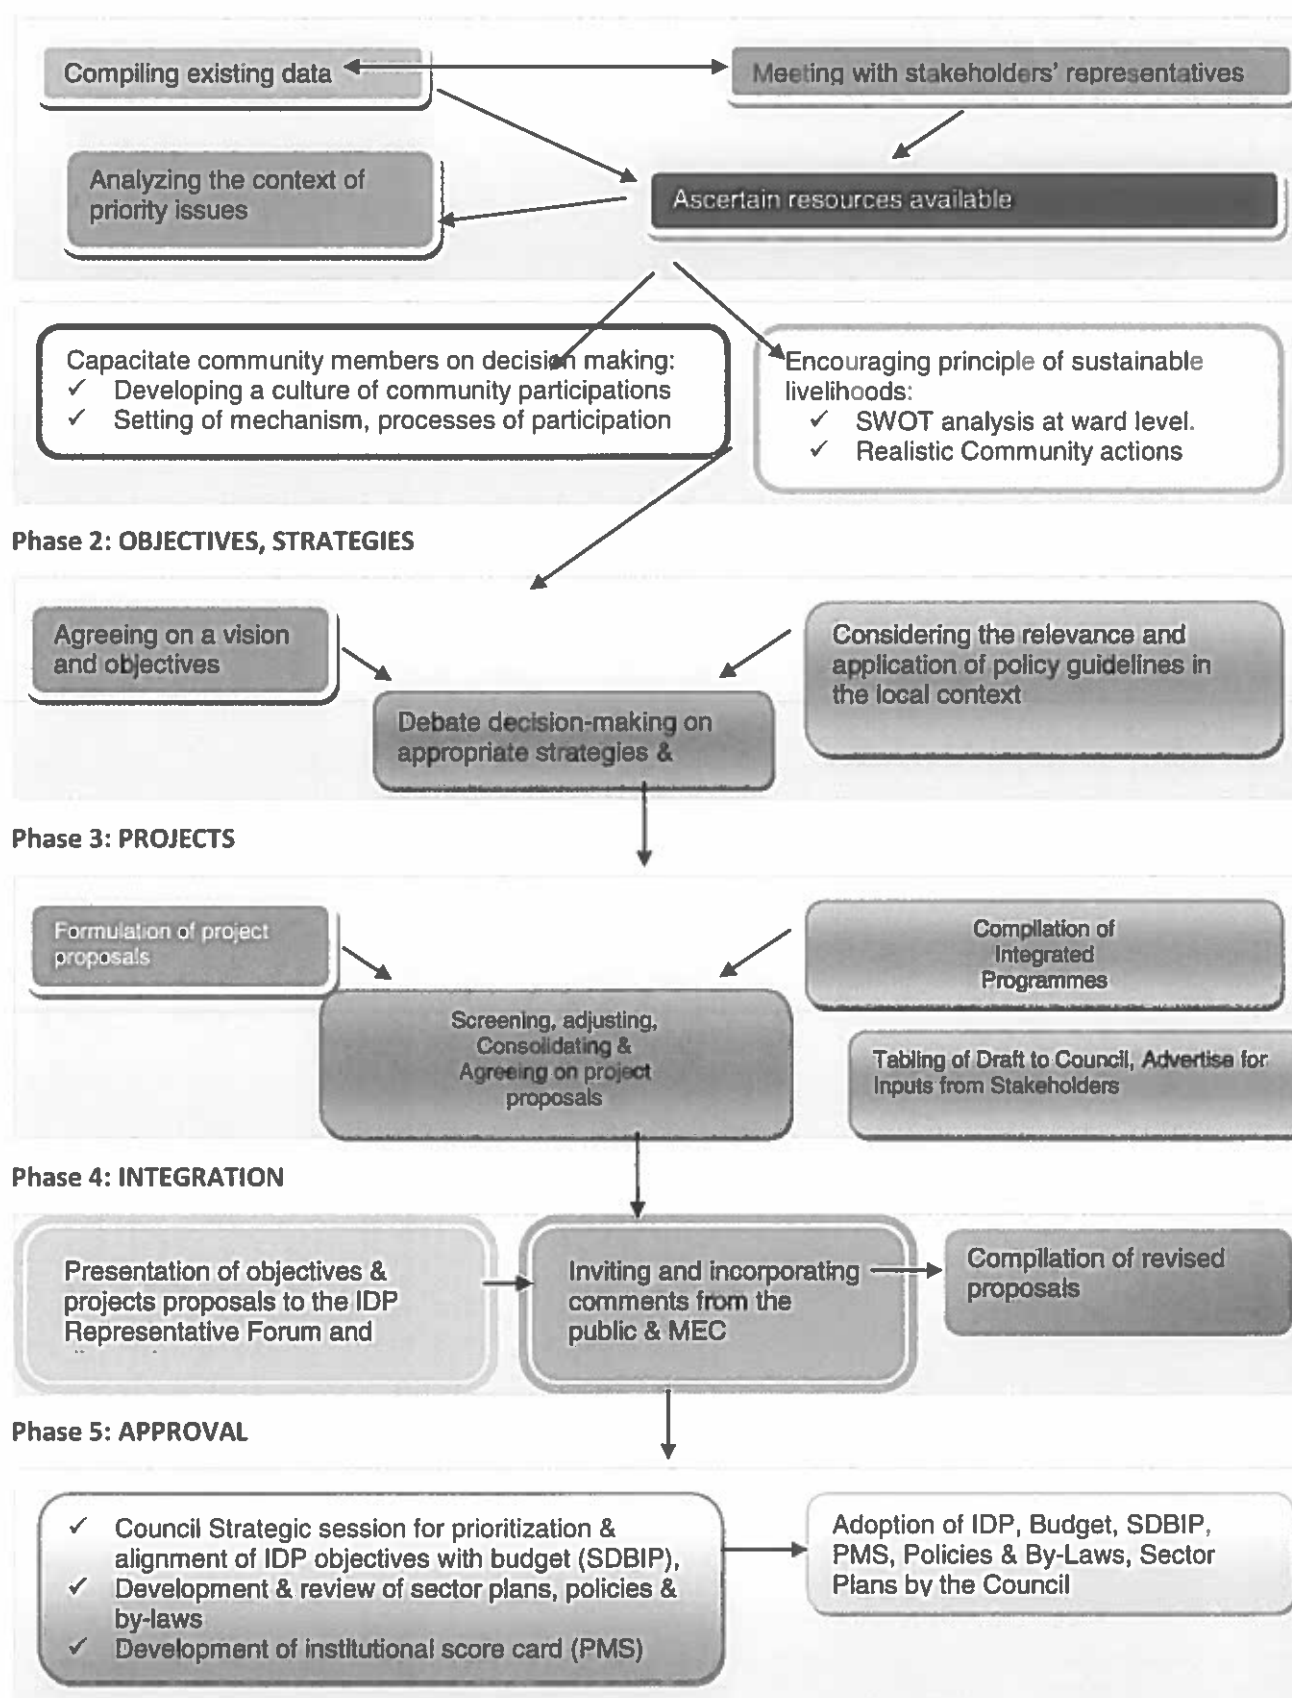 Compiling existing data
Meeting with stakeholders' representatives
Analyzing the context of
priority issues
Ascertain resources available
Capacitate community members on decision making:
✓ Developing a culture of community participations
✓ Setting of mechanism, processes of participation
Encouraging principle of sustainable
livelihoods:
✓ SWOT analysis at ward level.
✓ Realistic Community actions
Phase 2: OBJECTIVES, STRATEGIES
Agreeing on a vision
and objectives
Considering the relevance and
application of policy guidelines in
the local context
Debate decision-making on
appropriate strategies &
Phase 3: PROJECTS
Formulation of project
proposals
Compilation of
Integrated
Programmes
Screening, adjusting,
Consolidating &
Agreeing on project
proposals
Tabling of Draft to Council, Advertise for
Inputs from Stakeholders
Phase 4: INTEGRATION
Presentation of objectives &
projects proposals to the IDP
Representative Forum and
Inviting and incorporating
comments from the
public & MEC
Compilation of revised
proposals
Phase 5: APPROVAL
✓ Council Strategic session for prioritization &
alignment of IDP objectives with budget (SDBIP),
✓ Development & review of sector plans, policies &
by-laws
✓ Development of institutional score card (PMS)
Adoption of IDP, Budget, SDBIP,
PMS, Policies & By-Laws, Sector
Plans by the Council